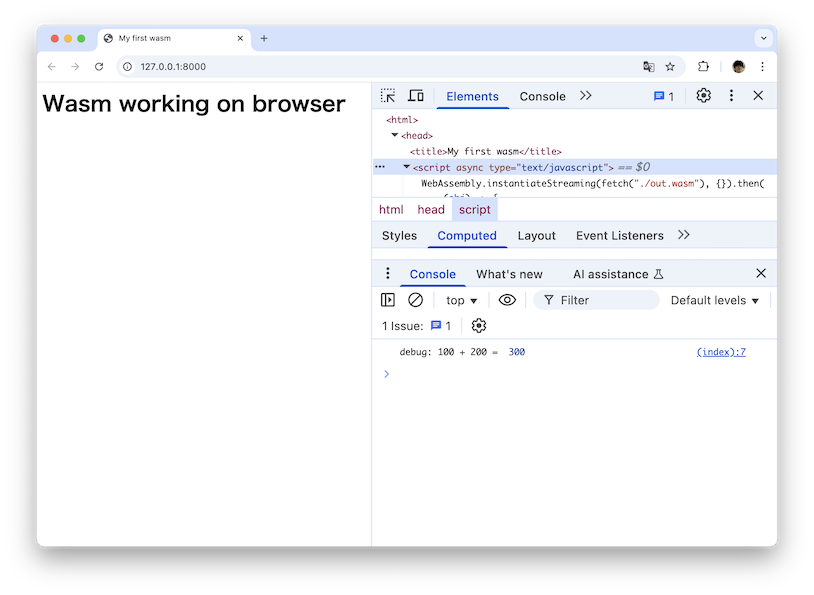 My first wasm
127.0.0.1:8000
Wasm working on browser
Elements Console 1
<html>
<head>
<title>My first wasm</title>
<script async type="text/javascript"> == $0
WebAssembly.instantiateStreaming(fetch("./out.wasm"), {}).then(
html head script
Styles Computed Layout Event Listeners
Console What's new AI assistance
top Filter Default levels
1 Issue: 1
debug: 100 + 200 = 300 (index):7